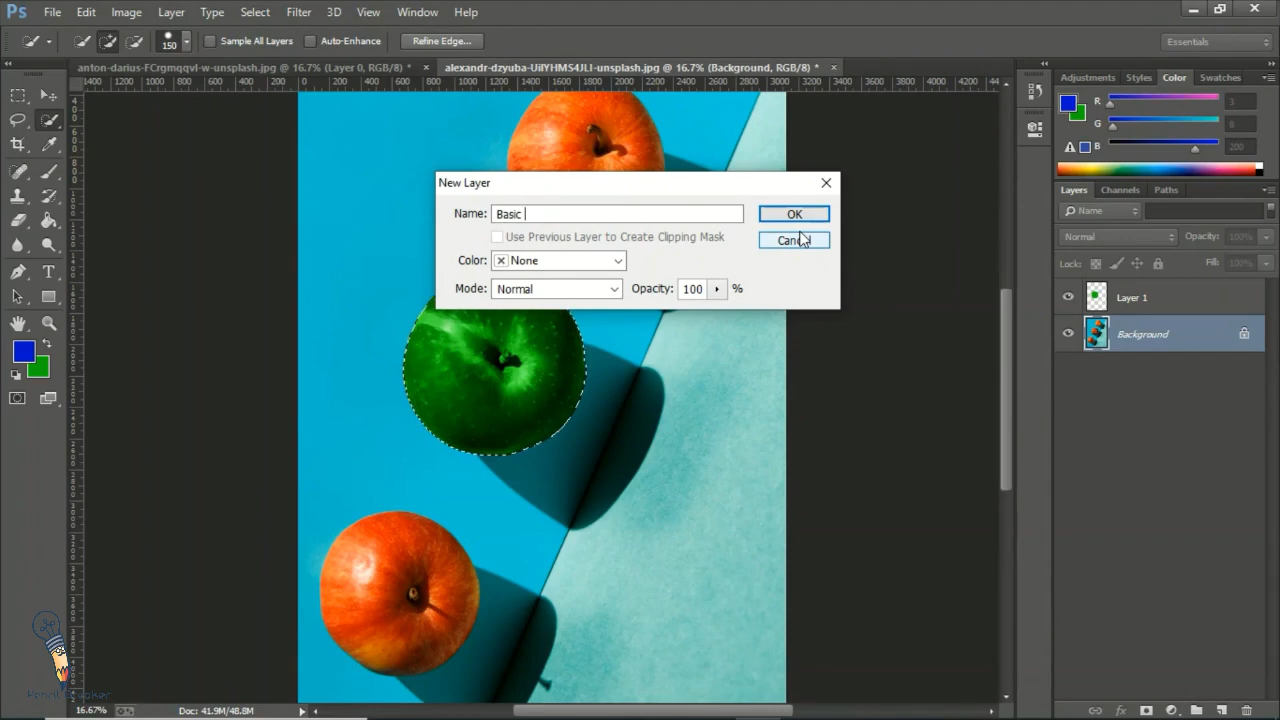 Ps File Edit Image Layer Type Select Filter 3D View Window Help
150 Sample All Layers Auto-Enhance Refine Edge... Essentials
anton-darius-FCrgmqqvl-w-unsplash.jpg @ 16.7% (Layer 0, RGB/8) * × alexandr-dzyuba-UilYHMS4JLI-unsplash.jpg @ 16.7% (Background, RGB/8) * ×
1400 1200 1000 800 600 400 200 0 200 400 600 800 1000 1200 1400 1600 1800 2000 2200 2400 2600 2800 3000 3200 3400 3600 3800 4000 4200
Adjustments Styles Color Swatches
R 3
G 8
B 200
New Layer
Name: Basic
OK
Use Previous Layer to Create Clipping Mask
Cancel
Color: None
Mode: Normal Opacity: 100 %
Layers Channels Paths
Name
Normal Opacity: 100%
Lock: Fill: 100%
Layer 1
Background
16.67% Doc: 41.9M/48.8M